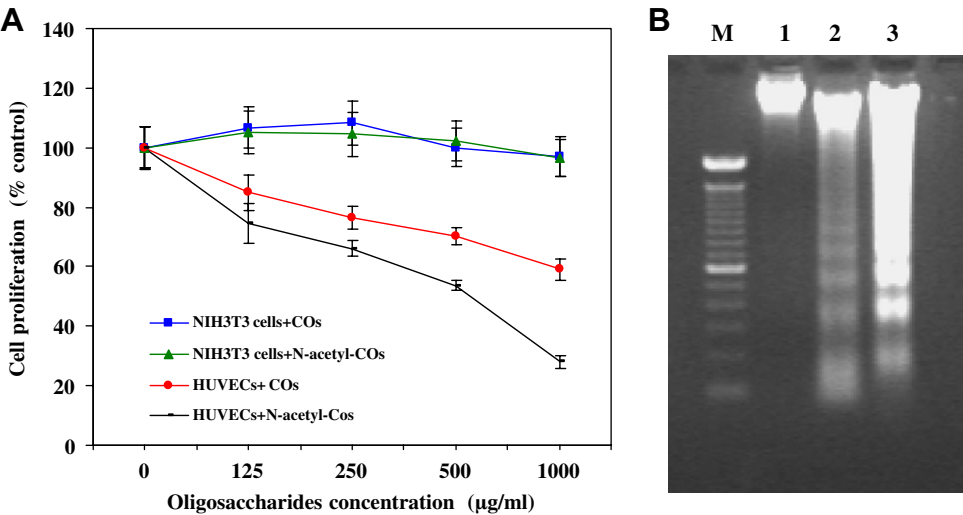 A
140
120
100
80
60
40
20
0
Cell proliferation (% control)
NIH3T3 cells+COs
NIH3T3 cells+N-acetyl-COs
HUVECs+ COs
HUVECs+N-acetyl-Cos
0 125 250 500 1000
Oligosaccharides concentration (µg/ml)
B
M 1 2 3